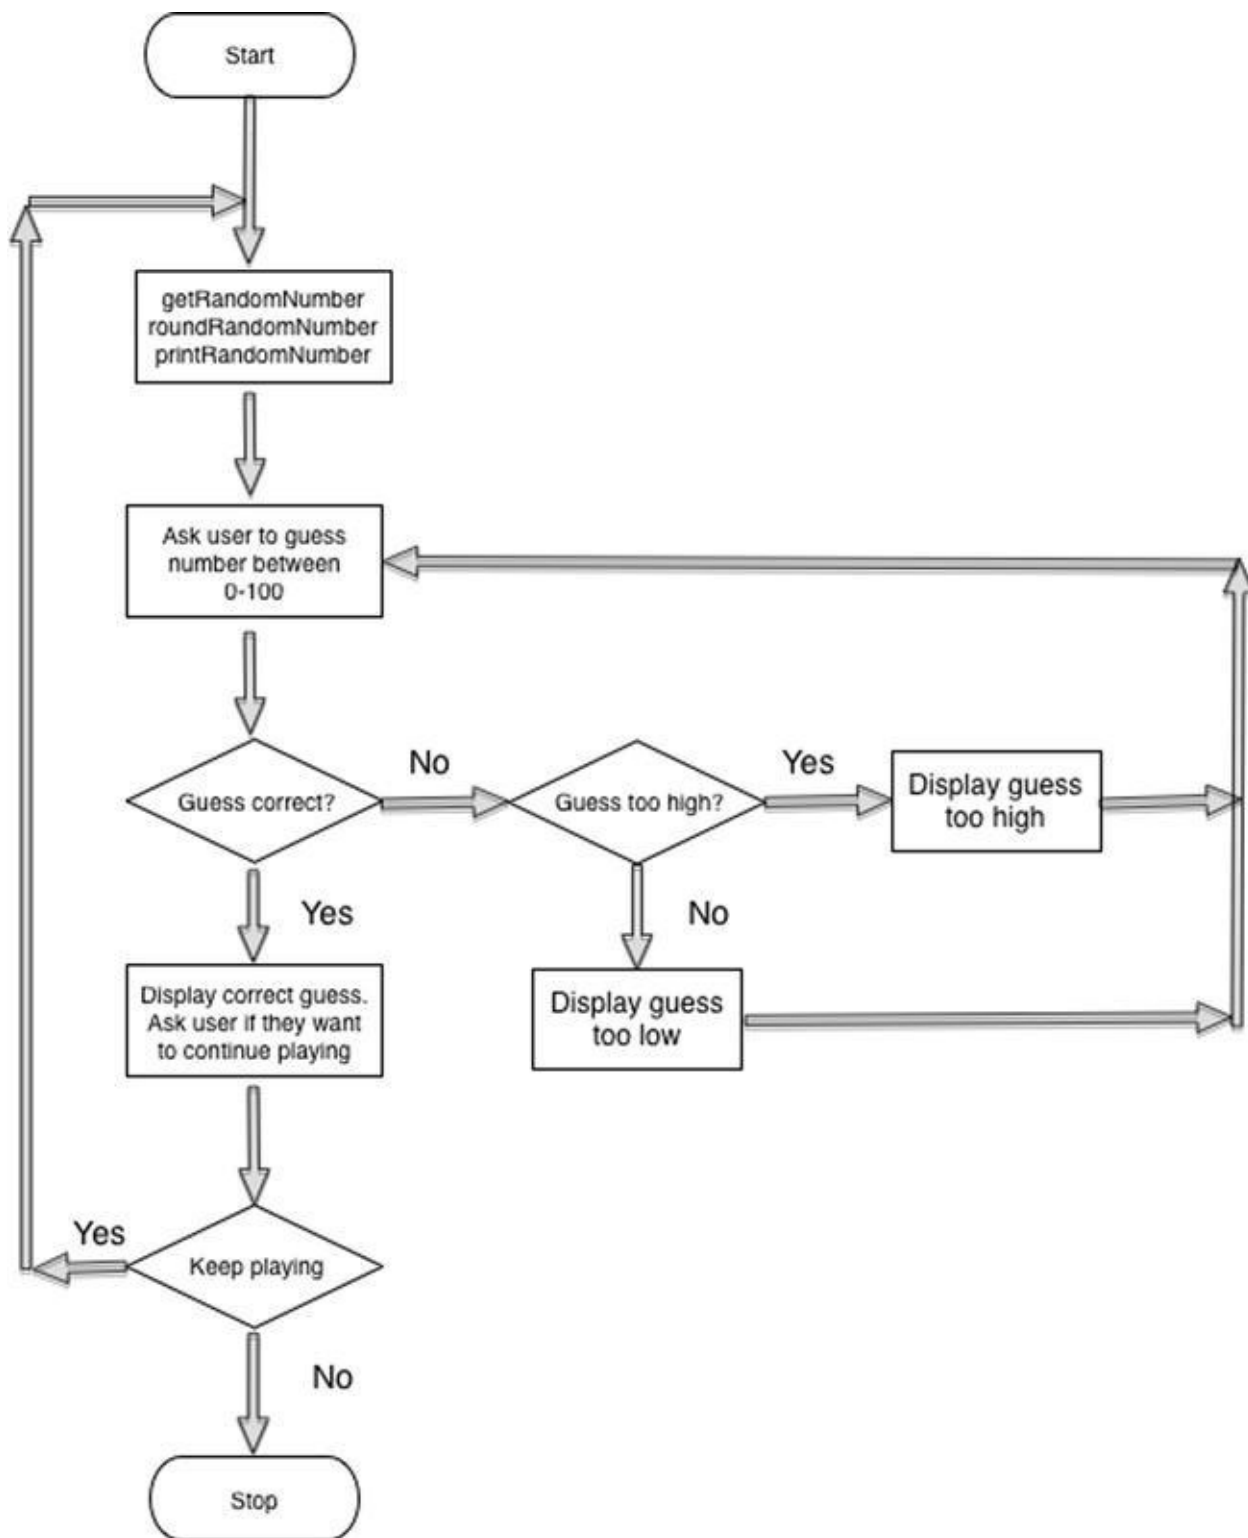 Start
getRandomNumber
roundRandomNumber
printRandomNumber
Ask user to guess
number between
0-100
Guess correct?
No
Guess too high?
Yes
Display guess
too high
Yes
No
Display correct guess.
Ask user if they want
to continue playing
Display guess
too low
Yes
Keep playing
No
Stop